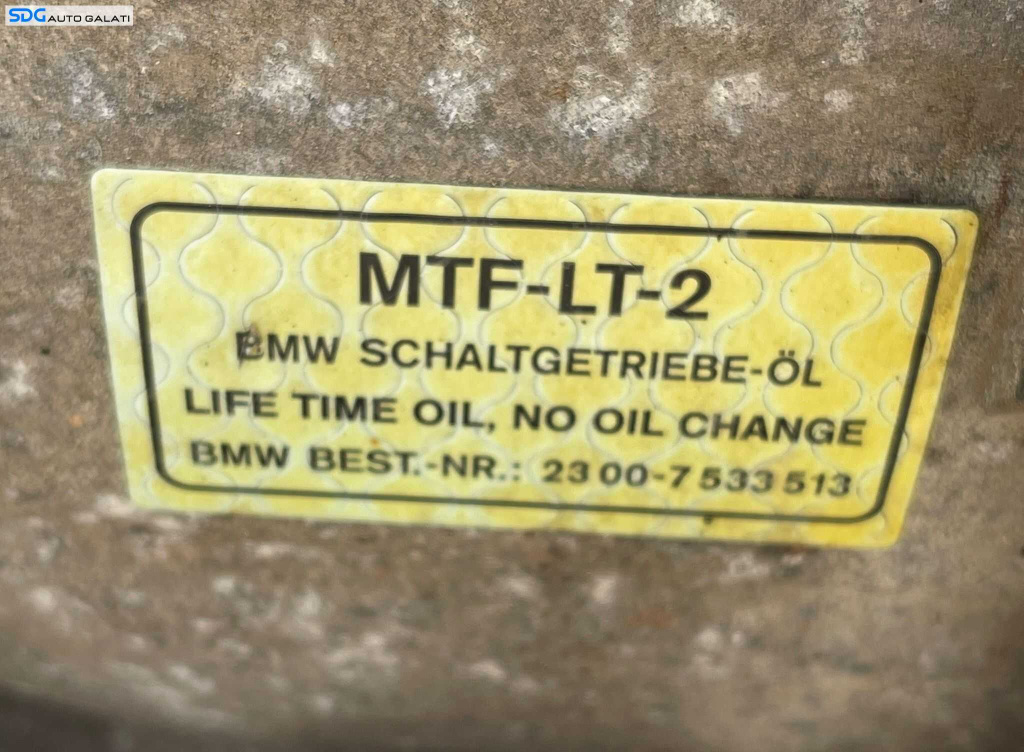 SDG AUTO GALATI
MTF-LT-2
BMW SCHALTGETRIEBE-ÖL
LIFE TIME OIL, NO OIL CHANGE
BMW BEST.-NR.: 23 00-7 533 513